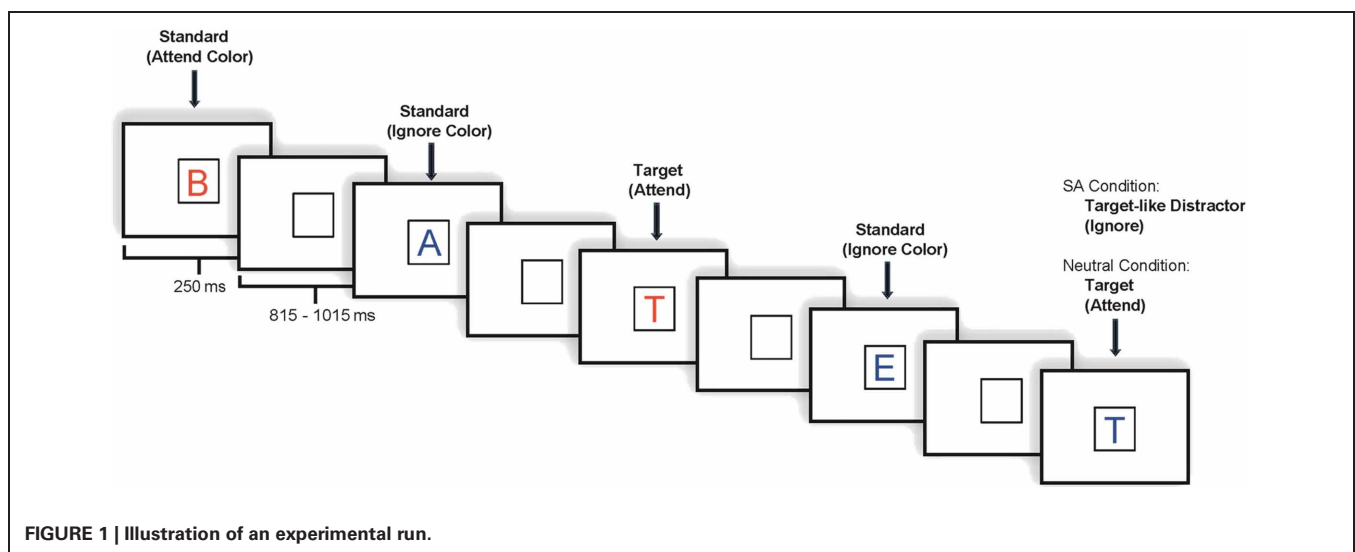 Standard
(Attend Color)
Standard
(Ignore Color)
Target
(Attend)
Standard
(Ignore Color)
SA Condition:
Target-like Distractor
(Ignore)
Neutral Condition:
Target
(Attend)
B
A
T
E
T
250 ms
815 - 1015 ms
FIGURE 1 | Illustration of an experimental run.